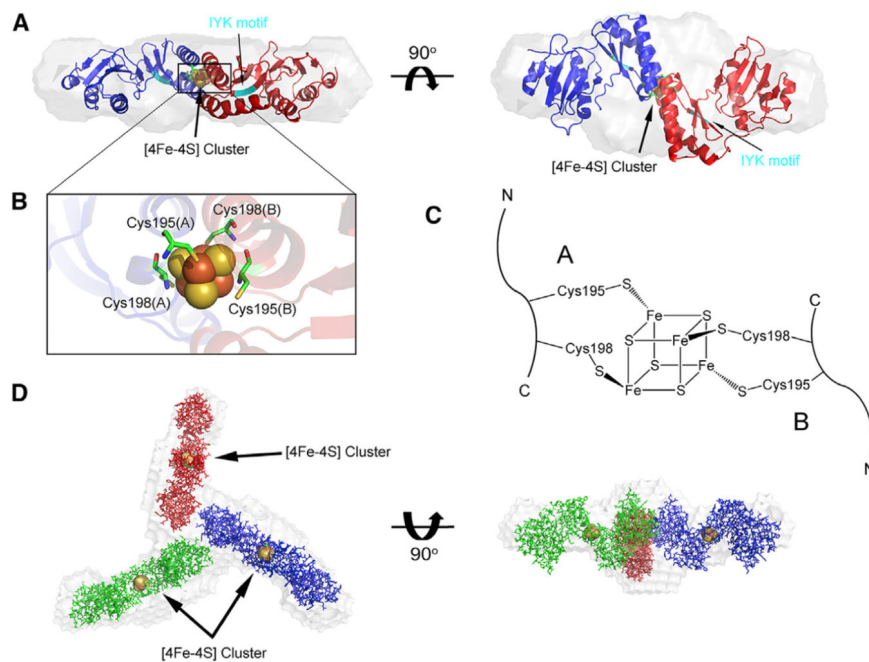 A
IYK motif
[4Fe-4S] Cluster
90°
[4Fe-4S] Cluster
IYK motif
B
Cys195(A)
Cys198(B)
Cys198(A)
Cys195(B)
C
N
A
Cys195
S
Fe
S
C
S
Fe
S
Cys198
Cys198
S
Fe
S
C
Fe
S
S
Cys195
B
N
D
[4Fe-4S] Cluster
[4Fe-4S] Cluster
90°